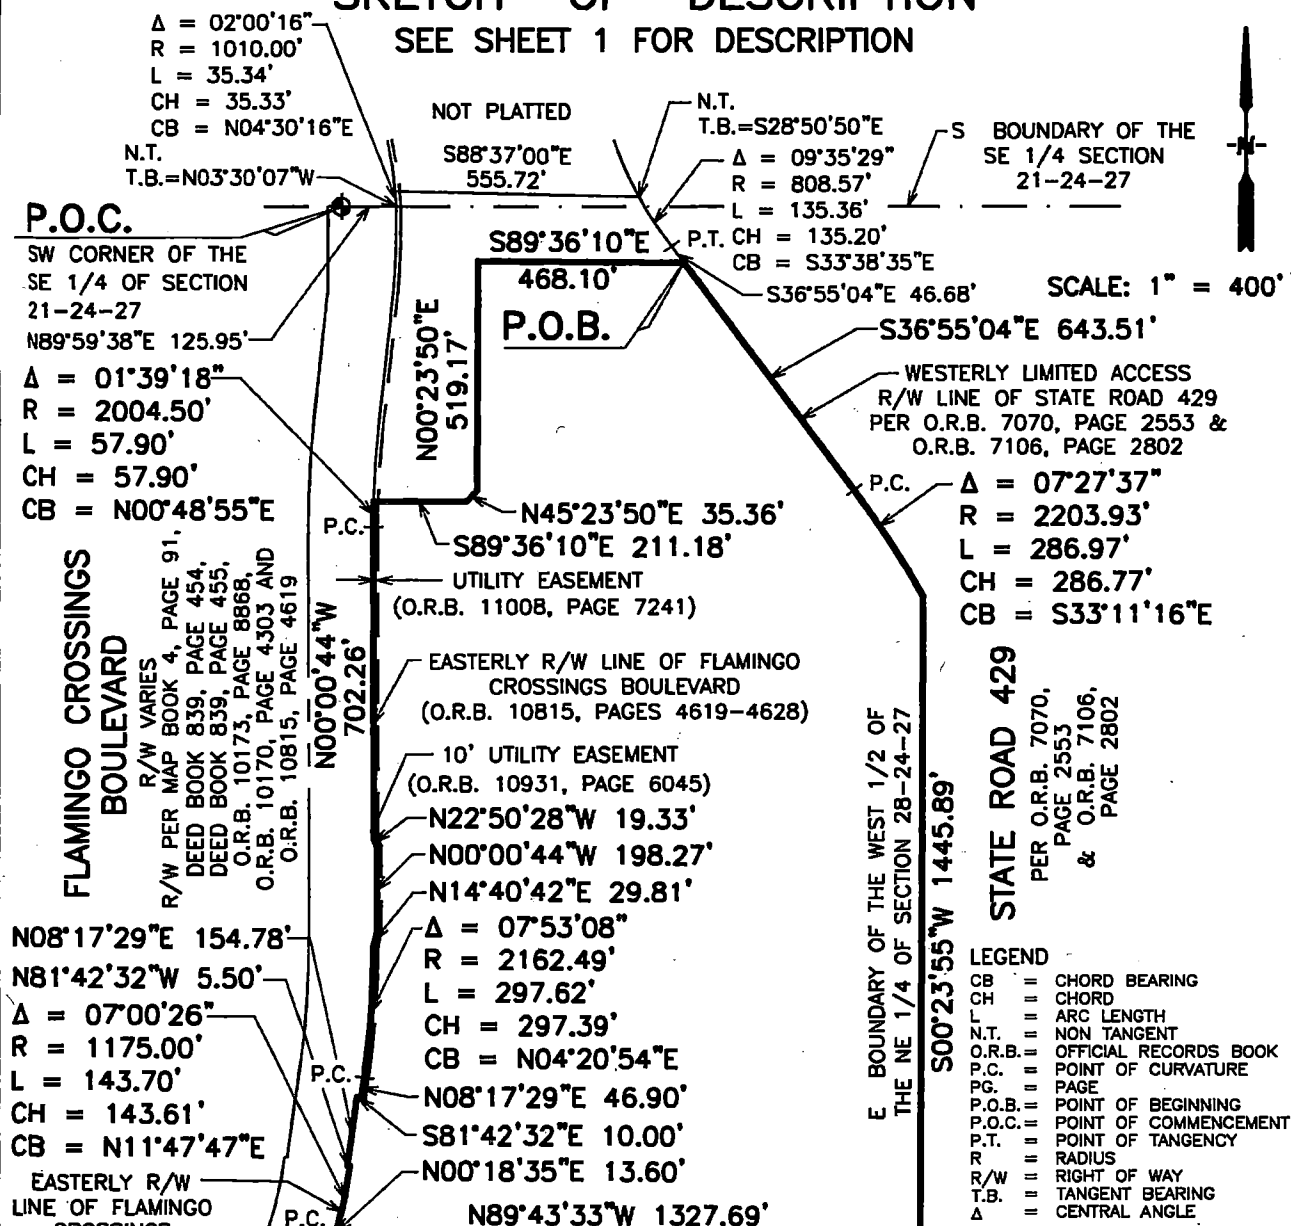 SKETCH OF DESCRIPTION
SEE SHEET 1 FOR DESCRIPTION
Δ = 02°00'16"
R = 1010.00'
L = 35.34'
CH = 35.33'
CB = N04°30'16"E
N.T.
T.B.=N03°30'07"W
NOT PLATTED
S88°37'00"E
555.72'
N.T.
T.B.=S28°50'50"E
Δ = 09°35'29"
R = 808.57'
L = 135.36'
CH = 135.20'
CB = S33°38'35"E
P.T.
S BOUNDARY OF THE
SE 1/4 SECTION
21-24-27
N
SCALE: 1" = 400'
P.O.C.
SW CORNER OF THE
SE 1/4 OF SECTION
21-24-27
N89°59'38"E 125.95'
S89°36'10"E
468.10'
P.O.B.
S36°55'04"E 46.68'
S36°55'04"E 643.51'
WESTERLY LIMITED ACCESS
R/W LINE OF STATE ROAD 429
PER O.R.B. 7070, PAGE 2553 &
O.R.B. 7106, PAGE 2802
N00°23'50"E
519.17'
Δ = 01°39'18"
R = 2004.50'
L = 57.90'
CH = 57.90'
CB = N00°48'55"E
P.C.
P.C.
Δ = 07°27'37"
R = 2203.93'
L = 286.97'
CH = 286.77'
CB = S33°11'16"E
N45°23'50"E 35.36'
S89°36'10"E 211.18'
UTILITY EASEMENT
(O.R.B. 11008, PAGE 7241)
FLAMINGO CROSSINGS
BOULEVARD
R/W VARIES
R/W PER MAP BOOK 4, PAGE 91,
DEED BOOK 839, PAGE 454,
DEED BOOK 839, PAGE 455,
O.R.B. 10173, PAGE 8868,
O.R.B. 10170, PAGE 4303 AND
O.R.B. 10815, PAGE 4619
N00°00'44"W
702.26'
EASTERLY R/W LINE OF FLAMINGO
CROSSINGS BOULEVARD
(O.R.B. 10815, PAGES 4619-4628)
10' UTILITY EASEMENT
(O.R.B. 10931, PAGE 6045)
N22°50'28"W 19.33'
N00°00'44"W 198.27'
N14°40'42"E 29.81'
Δ = 07°53'08"
R = 2162.49'
L = 297.62'
CH = 297.39'
CB = N04°20'54"E
N08°17'29"E 46.90'
S81°42'32"E 10.00'
N00°18'35"E 13.60'
N89°43'33"W 1327.69'
E BOUNDARY OF THE WEST 1/2 OF
THE NE 1/4 OF SECTION 28-24-27
S00°23'55"W 1445.89'
STATE ROAD 429
PER O.R.B. 7070,
PAGE 2553
& O.R.B. 7106,
PAGE 2802
N08°17'29"E 154.78'
N81°42'32"W 5.50'
Δ = 07°00'26"
R = 1175.00'
L = 143.70'
CH = 143.61'
CB = N11°47'47"E
P.C.
EASTERLY R/W
LINE OF FLAMINGO
CROSSINGS
P.C.
LEGEND
CB = CHORD BEARING
CH = CHORD
L = ARC LENGTH
N.T. = NON TANGENT
O.R.B.= OFFICIAL RECORDS BOOK
P.C. = POINT OF CURVATURE
PG. = PAGE
P.O.B.= POINT OF BEGINNING
P.O.C.= POINT OF COMMENCEMENT
P.T. = POINT OF TANGENCY
R = RADIUS
R/W = RIGHT OF WAY
T.B. = TANGENT BEARING
Δ = CENTRAL ANGLE